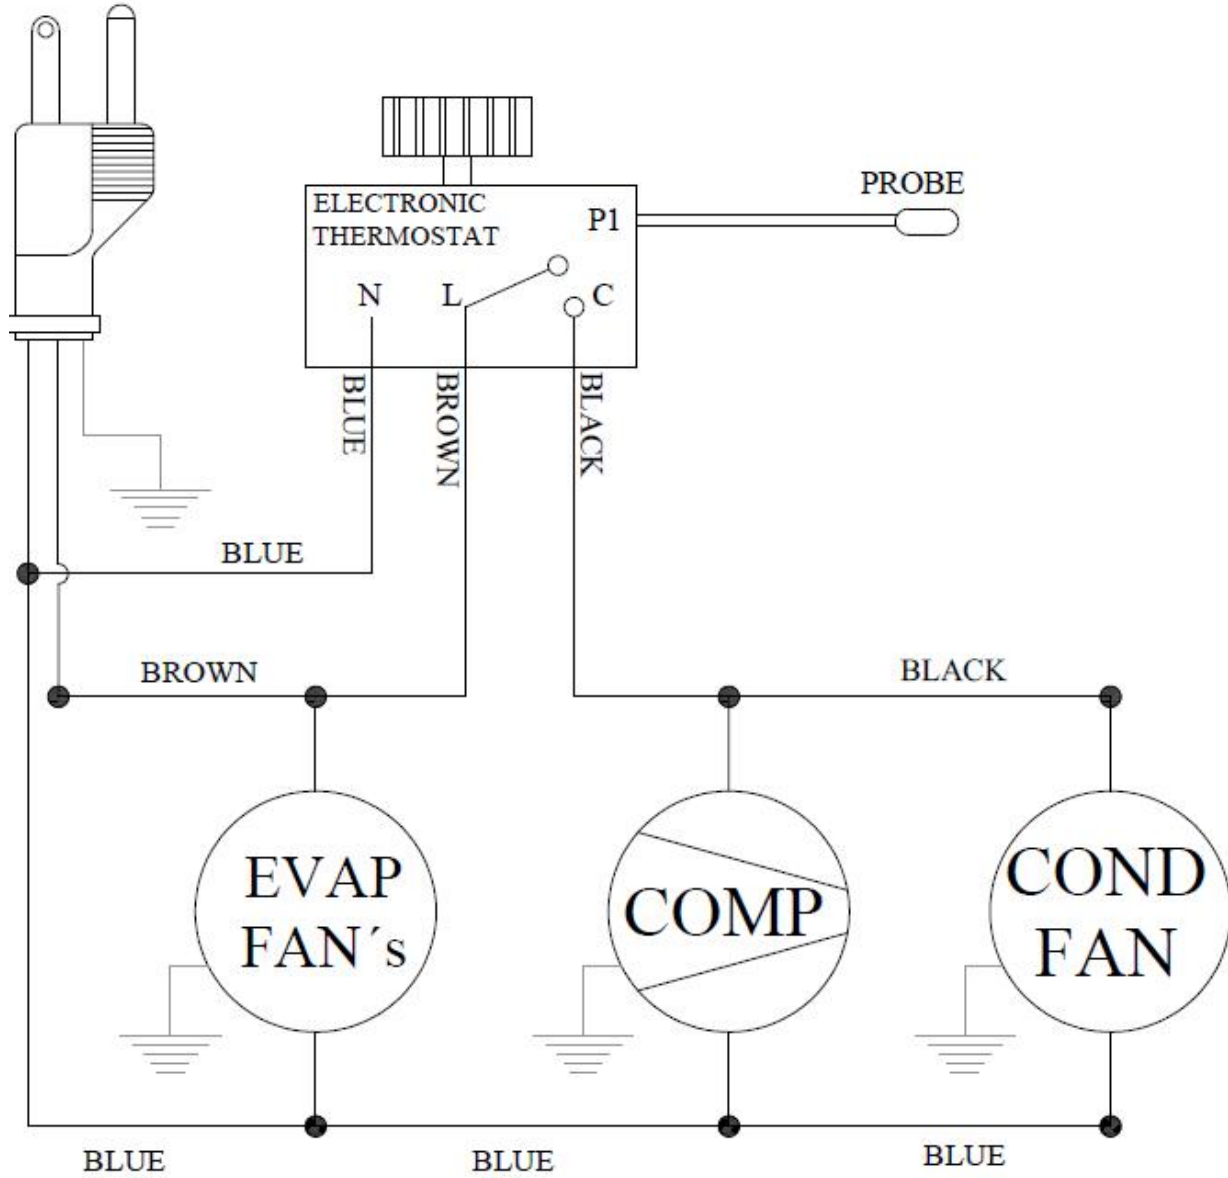 PROBE
ELECTRONIC
THERMOSTAT
P1
N
L
C
BLUE
BROWN
BLACK
BLUE
BROWN
BLACK
EVAP
FAN´s
COMP
COND
FAN
BLUE
BLUE
BLUE